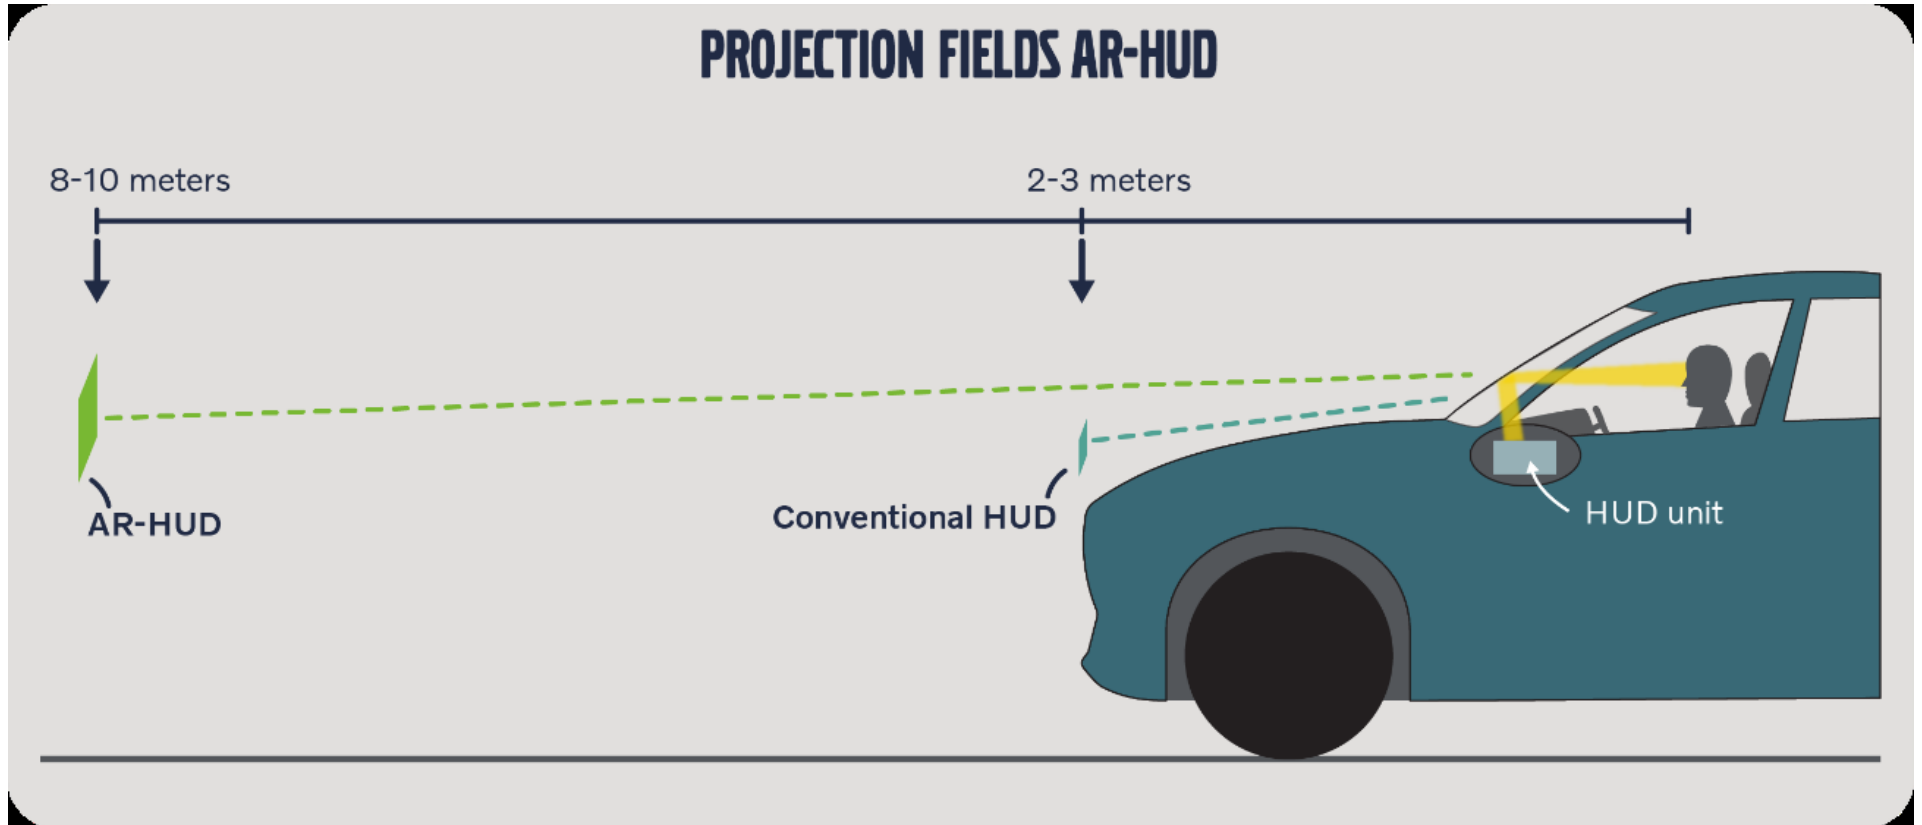 PROJECTION FIELDS AR-HUD
8-10 meters
2-3 meters
AR-HUD
Conventional HUD
HUD unit